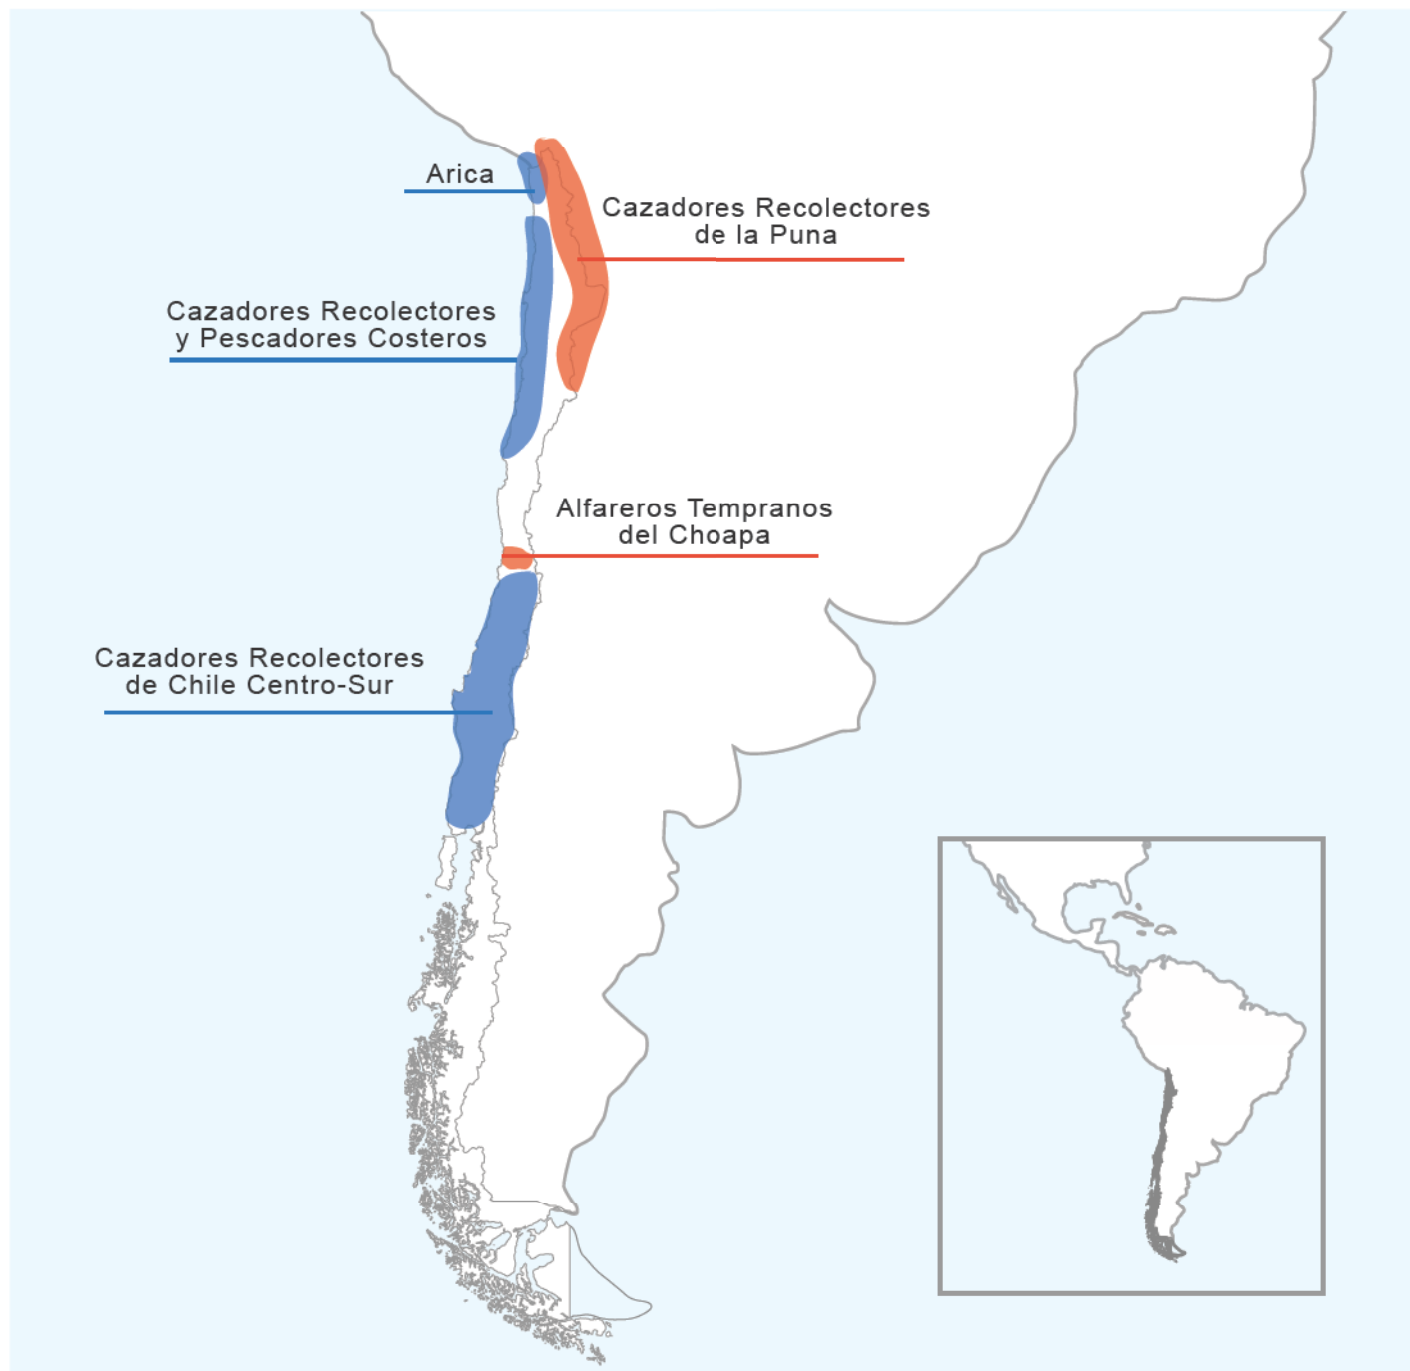 Arica
Cazadores Recolectores
de la Puna
Cazadores Recolectores
y Pescadores Costeros
Alfareros Tempranos
del Choapa
Cazadores Recolectores
de Chile Centro-Sur